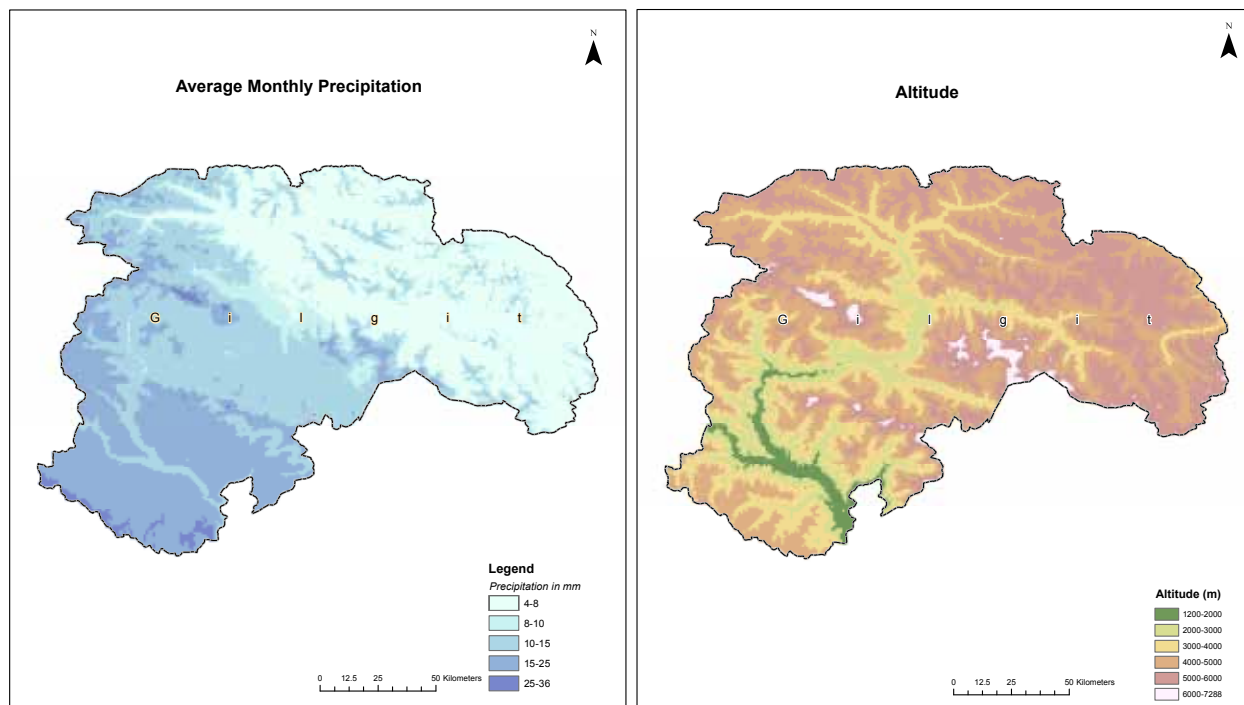 N
Average Monthly Precipitation
G i l g i t
Legend
Precipitation in mm
4-8
8-10
10-15
15-25
25-36
0 12.5 25 50 Kilometers
N
Altitude
G i l g i t
Altitude (m)
1200-2000
2000-3000
3000-4000
4000-5000
5000-6000
6000-7288
0 12.5 25 50 Kilometers